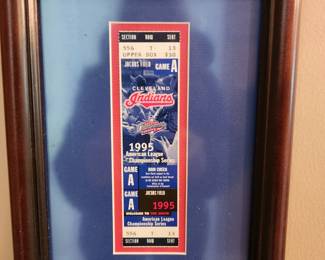 SECTION ROW SEAT
556 T 13
UPPER BOX $30
JACOBS FIELD GAME A
CLEVELAND
Indians
1995
American League
Championship Series
GAME
A
RAIN CHECK
GAME
A
JACOBS FIELD
1995
American League
Championship Series
556 T 13
SECTION ROW SEAT